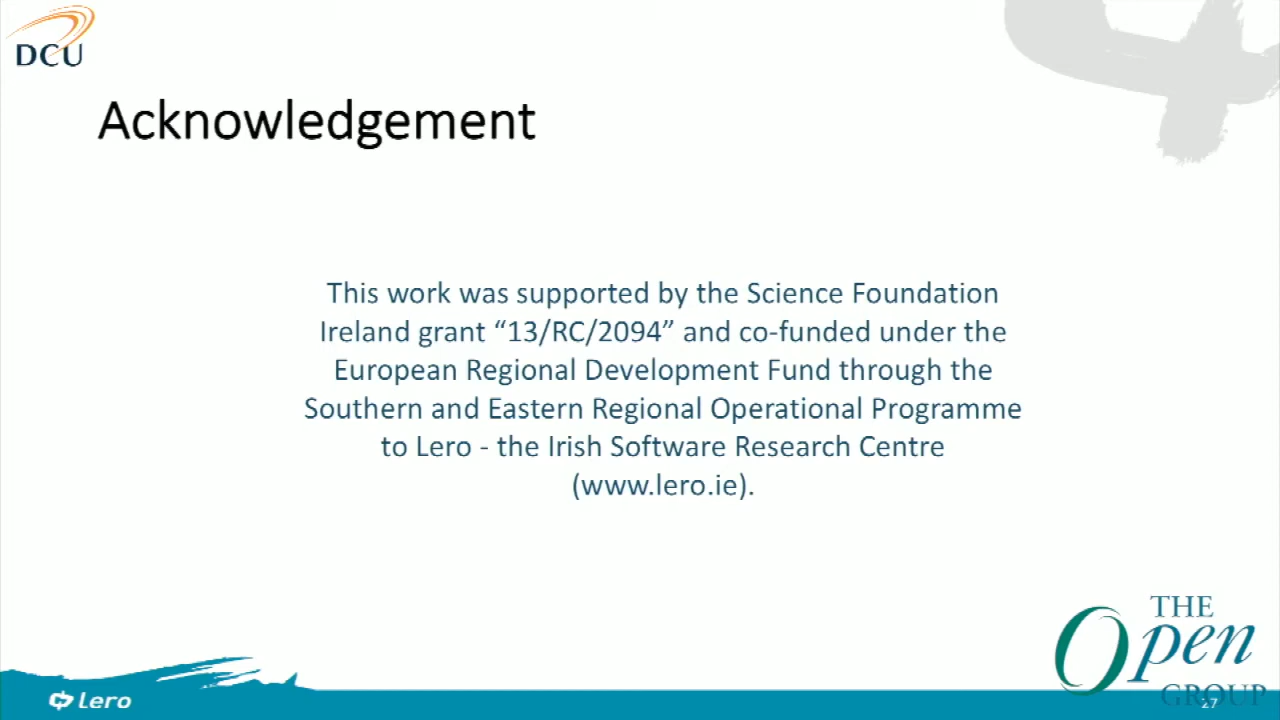 DCU
Acknowledgement
This work was supported by the Science Foundation
Ireland grant “13/RC/2094” and co-funded under the
European Regional Development Fund through the
Southern and Eastern Regional Operational Programme
to Lero - the Irish Software Research Centre
(www.lero.ie).
THE
Open
GROUP
Lero
27